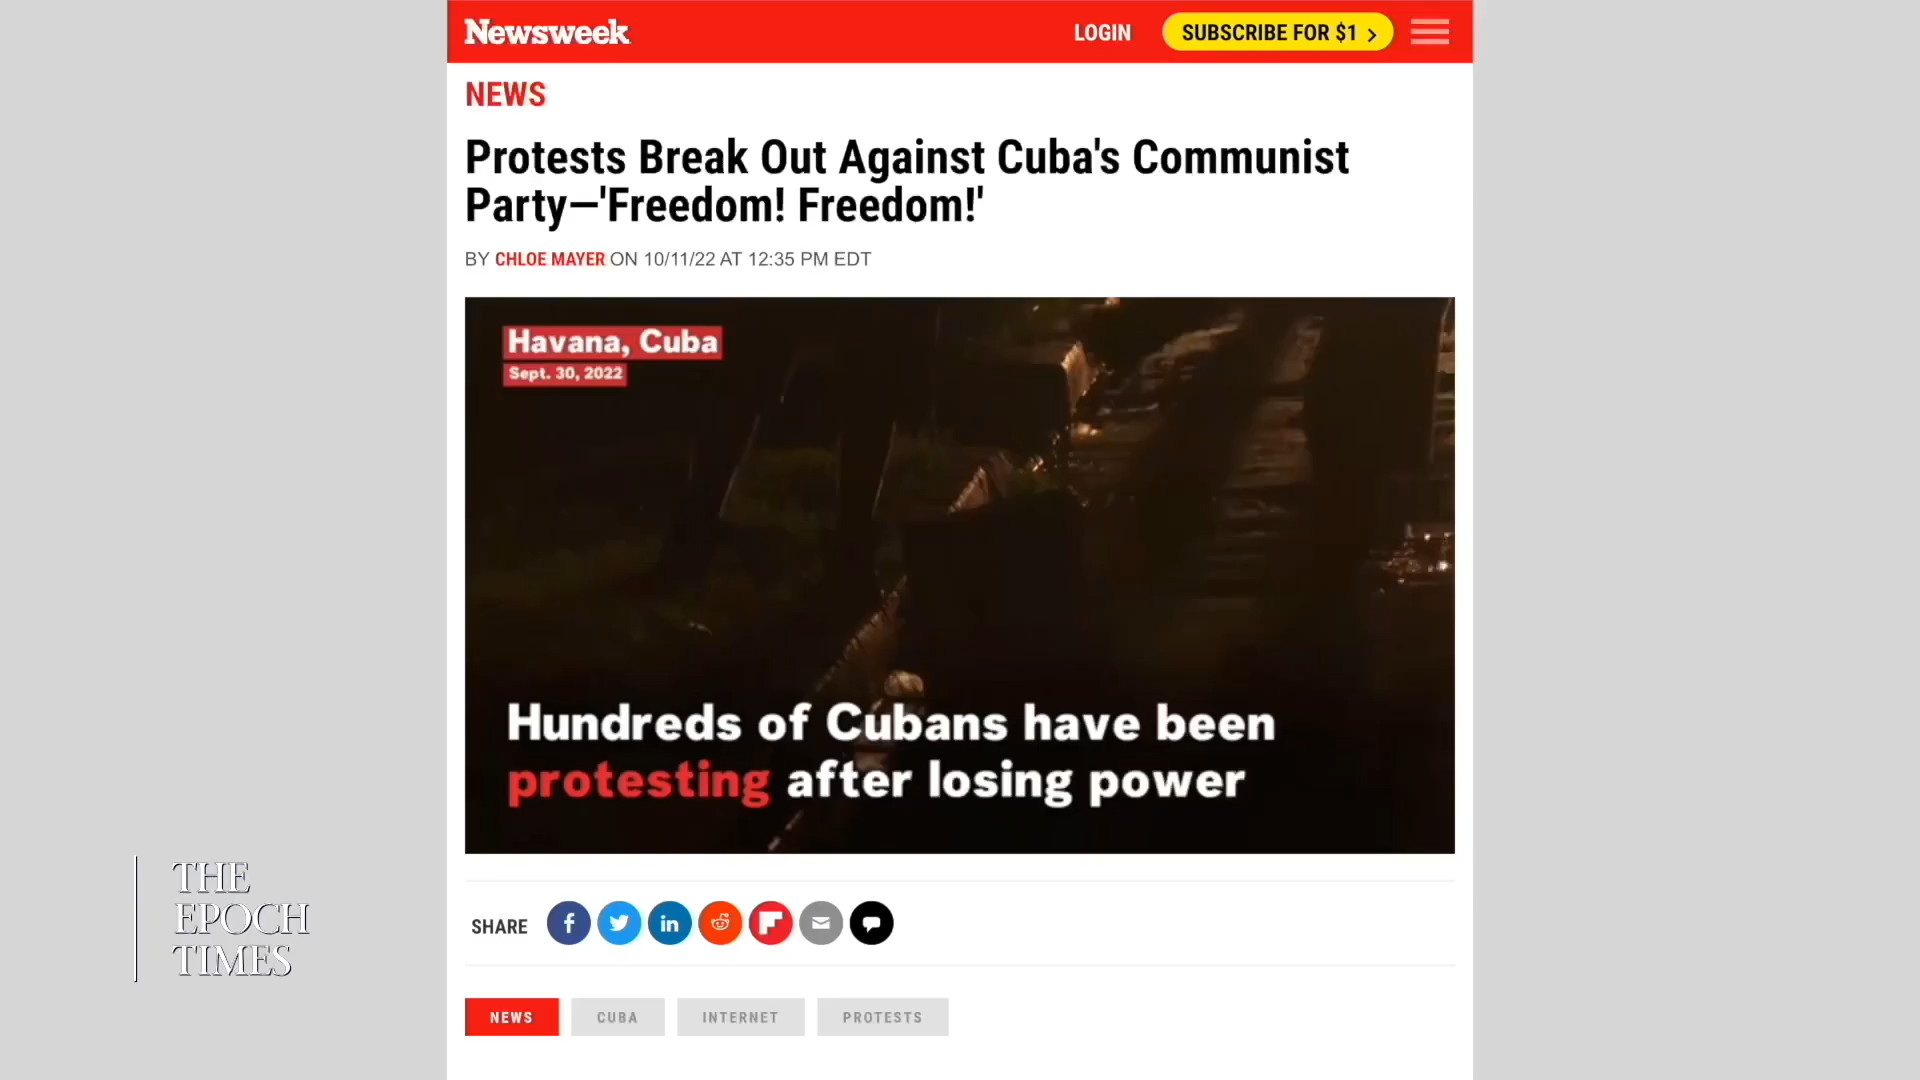 Newsweek
LOGIN
SUBSCRIBE FOR $1
NEWS
Protests Break Out Against Cuba's Communist
Party—'Freedom! Freedom!'
BY CHLOE MAYER ON 10/11/22 AT 12:35 PM EDT
Havana, Cuba
Sept. 30, 2022
Hundreds of Cubans have been
protesting after losing power
SHARE
NEWS
CUBA
INTERNET
PROTESTS
THE
EPOCH
TIMES